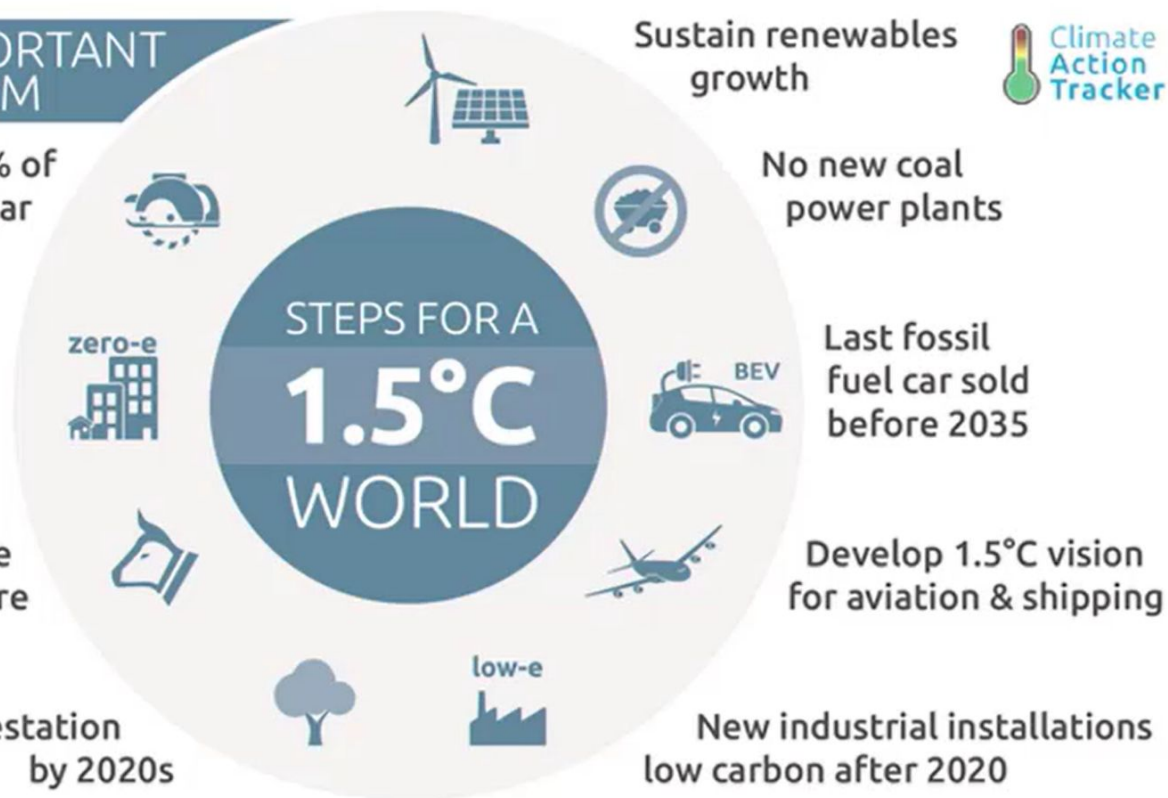 ORTANT
M
Sustain renewables
growth
Climate
Action
Tracker
% of
ar
No new coal
power plants
STEPS FOR A
1.5°C
WORLD
zero-e
BEV
Last fossil
fuel car sold
before 2035
e
re
Develop 1.5°C vision
for aviation & shipping
low-e
estation
by 2020s
New industrial installations
low carbon after 2020